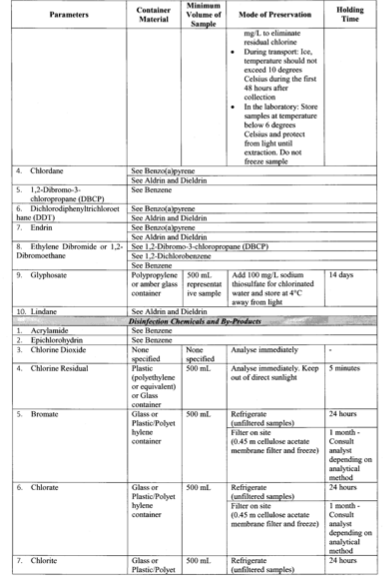 Parameters
Container Material
Minimum Volume of Sample
Mode of Preservation
Holding Time
mg/L to eliminate
residual chlorine
• During transport: Ice,
temperature should not
exceed 10 degrees
Celsius during the first
48 hours after
collection
• In the laboratory: Store
samples at temperature
below 6 degrees
Celsius and protect
from light until
extraction. Do not
freeze sample
4. Chlordane
See Benzo(a)pyrene
See Aldrin and Dieldrin
5. 1,2-Dibromo-3-
chloropropane (DBCP)
See Benzene
6. Dichlorodiphenyltrichloroet
hane (DDT)
See Benzo(a)pyrene
See Aldrin and Dieldrin
7. Endrin
See Benzo(a)pyrene
See Aldrin and Dieldrin
8. Ethylene Dibromide or 1,2-
Dibromoethane
See 1,2-Dibromo-3-chloropropane (DBCP)
See 1,2-Dichlorobenzene
See Benzene
9. Glyphosate
Polypropylene
or amber glass
container
500 mL
representat
ive sample
Add 100 mg/L sodium
thiosulfate for chlorinated
water and store at 4°C
away from light
14 days
10. Lindane
See Aldrin and Dieldrin
Disinfection Chemicals and By-Products
1. Acrylamide
See Benzene
2. Epichlorohydrin
See Benzene
3. Chlorine Dioxide
None
specified
None
specified
Analyse immediately
-
4. Chlorine Residual
Plastic
(polyethylene
or equivalent)
or Glass
container
500 mL
Analyse immediately. Keep
out of direct sunlight
5 minutes
5. Bromate
Glass or
Plastic/Polyet
hylene
container
500 mL
Refrigerate
(unfiltered samples)
24 hours
Filter on site
(0.45 m cellulose acetate
membrane filter and freeze)
1 month -
Consult
analyst
depending on
analytical
method
6. Chlorate
Glass or
Plastic/Polyet
hylene
container
500 mL
Refrigerate
(unfiltered samples)
24 hours
Filter on site
(0.45 m cellulose acetate
membrane filter and freeze)
1 month -
Consult
analyst
depending on
analytical
method
7. Chlorite
Glass or
Plastic/Polyet
500 mL
Refrigerate
(unfiltered samples)
24 hours